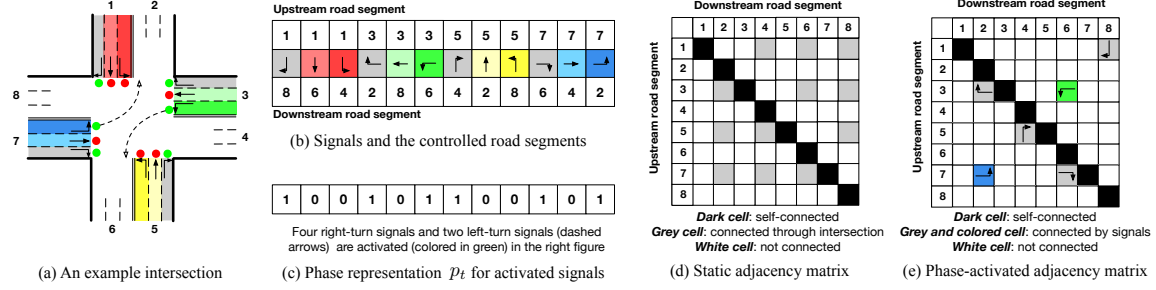 1 2
8 3
7 4
6 5
(a) An example intersection
Upstream road segment
1 1 1 3 3 3 5 5 5 7 7 7
8 6 4 2 8 6 4 2 8 6 4 2
Downstream road segment
(b) Signals and the controlled road segments
1 0 0 1 0 1 1 0 0 1 0 1
Four right-turn signals and two left-turn signals (dashed
arrows) are activated (colored in green) in the right figure
(c) Phase representation p_t for activated signals
Downstream road segment
1 2 3 4 5 6 7 8
Upstream road segment
1
2
3
4
5
6
7
8
Dark cell: self-connected
Grey cell: connected through intersection
White cell: not connected
(d) Static adjacency matrix
Downstream road segment
1 2 3 4 5 6 7 8
Upstream road segment
1
2
3
4
5
6
7
8
Dark cell: self-connected
Grey and colored cell: connected by signals
White cell: not connected
(e) Phase-activated adjacency matrix